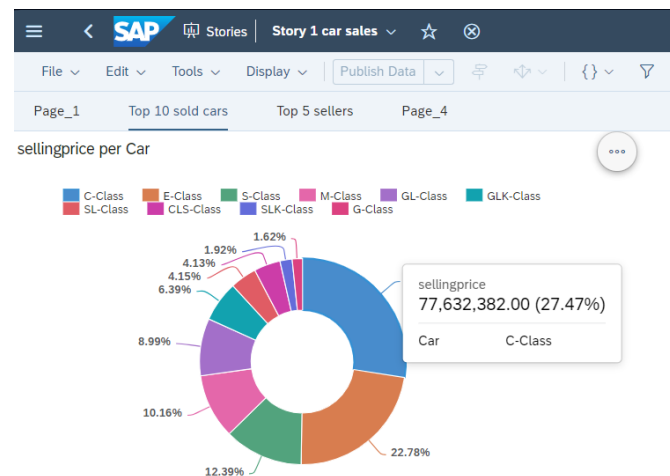 SAP Stories Story 1 car sales
File Edit Tools Display Publish Data {}
Page_1 Top 10 sold cars Top 5 sellers Page_4
sellingprice per Car
C-Class E-Class S-Class M-Class GL-Class GLK-Class
SL-Class CLS-Class SLK-Class G-Class
1.62%
1.92%
4.13%
4.15%
6.39%
8.99%
10.16%
12.39%
22.78%
sellingprice
77,632,382.00 (27.47%)
Car C-Class